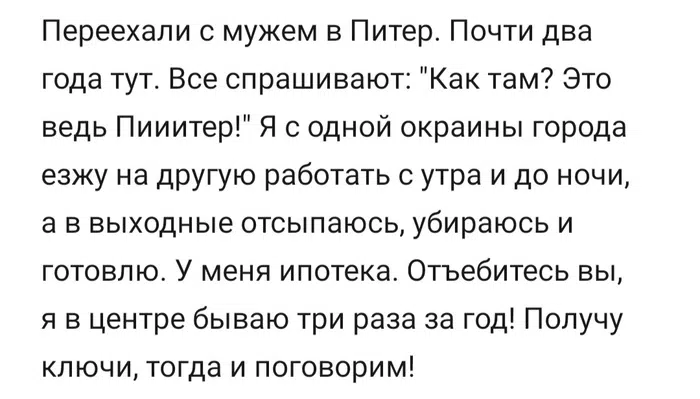 Переехали с мужем в Питер. Почти два
года тут. Все спрашивают: "Как там? Это
ведь Пииитер!" Я с одной окраины города
езжу на другую работать с утра и до ночи,
а в выходные отсыпаюсь, убираюсь и
готовлю. У меня ипотека. Отъебитесь вы,
я в центре бываю три раза за год! Получу
ключи, тогда и поговорим!